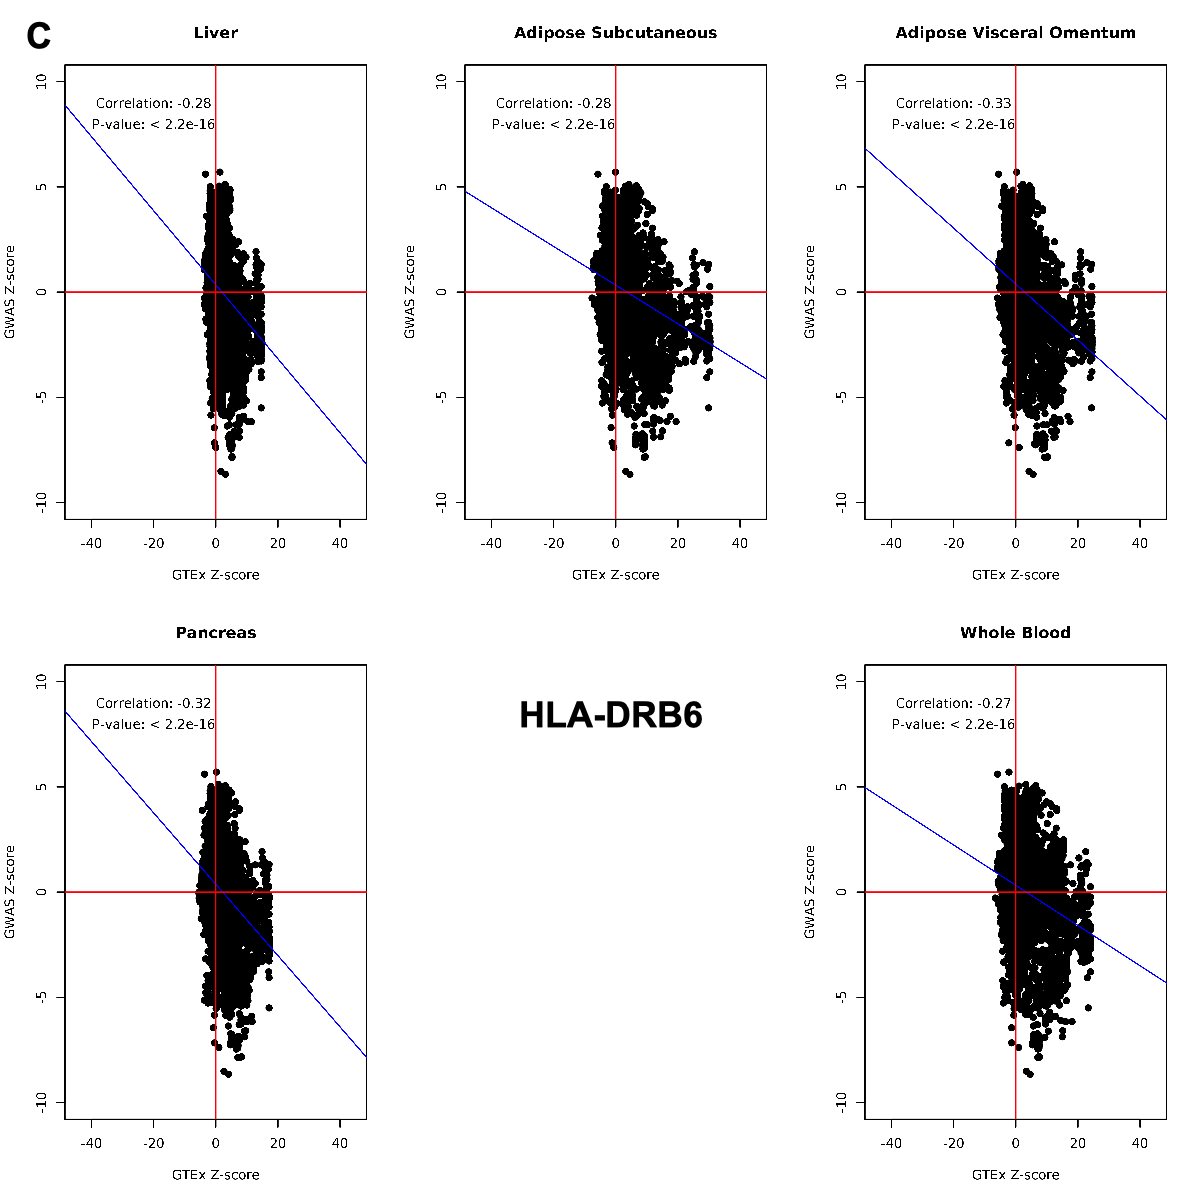 C
Liver
Correlation: -0.28
P-value: < 2.2e-16
10
5
0
-5
-10
GWAS Z-score
-40 -20 0 20 40
GTEx Z-score
Adipose Subcutaneous
Correlation: -0.28
P-value: < 2.2e-16
10
5
0
-5
-10
GWAS Z-score
-40 -20 0 20 40
GTEx Z-score
Adipose Visceral Omentum
Correlation: -0.33
P-value: < 2.2e-16
10
5
0
-5
-10
GWAS Z-score
-40 -20 0 20 40
GTEx Z-score
Pancreas
Correlation: -0.32
P-value: < 2.2e-16
10
5
0
-5
-10
GWAS Z-score
-40 -20 0 20 40
GTEx Z-score
HLA-DRB6
Whole Blood
Correlation: -0.27
P-value: < 2.2e-16
10
5
0
-5
-10
GWAS Z-score
-40 -20 0 20 40
GTEx Z-score